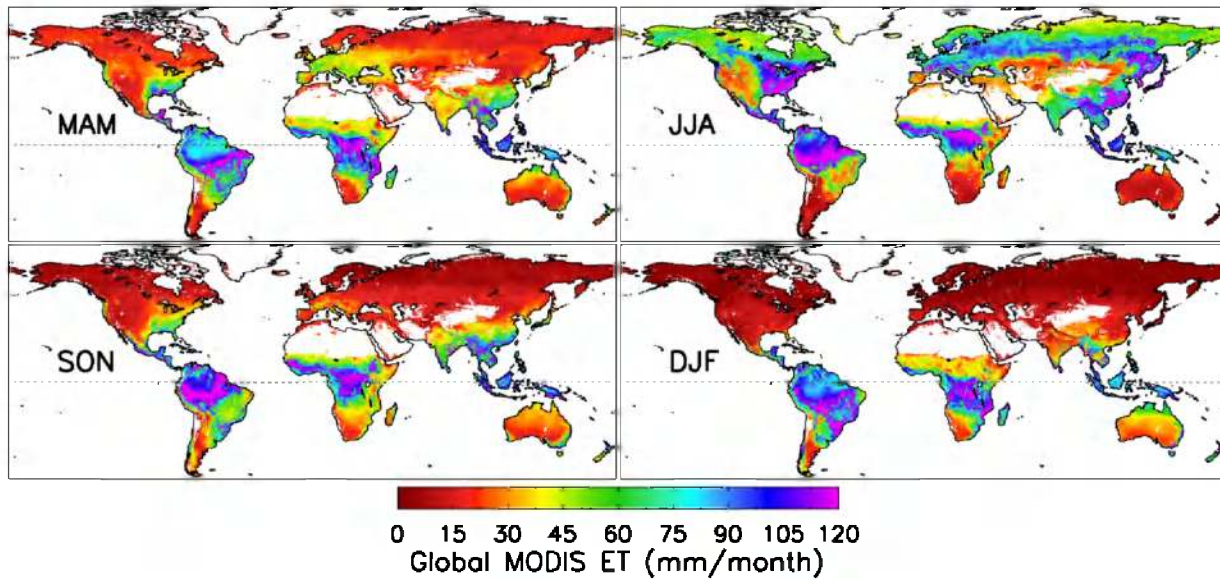 MAM
JJA
SON
DJF
0 15 30 45 60 75 90 105 120
Global MODIS ET (mm/month)